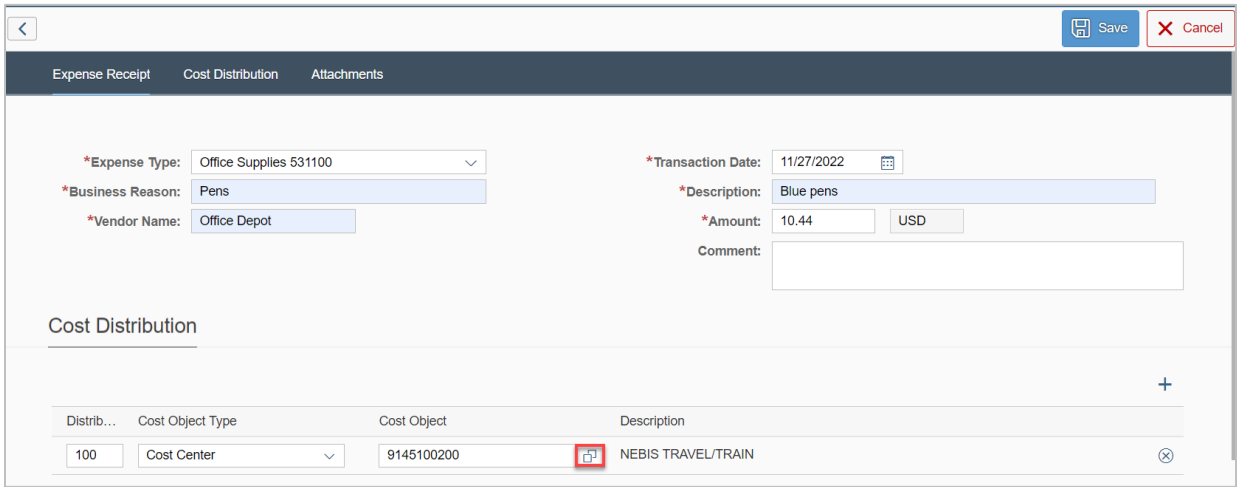 Save Cancel
Expense Receipt Cost Distribution Attachments
*Expense Type: Office Supplies 531100 *Transaction Date: 11/27/2022
*Business Reason: Pens *Description: Blue pens
*Vendor Name: Office Depot *Amount: 10.44 USD
Comment:
Cost Distribution
Distrib... Cost Object Type Cost Object Description
100 Cost Center 9145100200 NEBIS TRAVEL/TRAIN